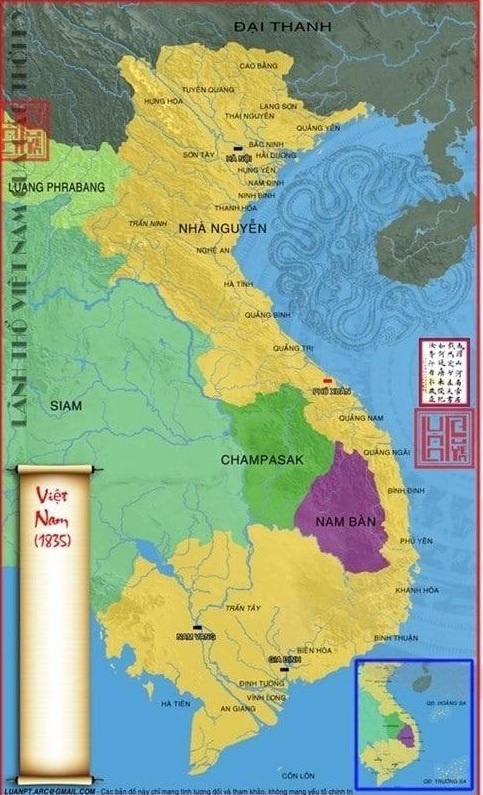 ĐẠI THANH
CAO BẰNG
TUYÊN QUANG
HƯNG HÓA
LẠNG SƠN
THÁI NGUYÊN
QUẢNG YÊN
BẮC NINH
SƠN TÂY
HÀ NỘI
HẢI DƯƠNG
HƯNG YÊN
NAM ĐỊNH
NINH BÌNH
THANH HÓA
LUANG PHRABANG
TRẤN NINH
NHÀ NGUYỄN
NGHỆ AN
HÀ TĨNH
QUẢNG BÌNH
QUẢNG TRỊ
LÃNH THỔ VIỆT NAM QUA
PHÚ XUÂN
SIAM
QUẢNG NAM
CHAMPASAK
QUẢNG NGÃI
BÌNH ĐỊNH
Việt
Nam
(1835)
NAM BÀN
PHÚ YÊN
KHÁNH HÒA
TRẤN TÂY
NAM VANG
BÌNH THUẬN
BIÊN HÒA
GIA ĐỊNH
ĐỊNH TƯỜNG
VĨNH LONG
HÀ TIÊN
AN GIANG
CÔN LÔN
QĐ. HOÀNG SA
QĐ. TRƯỜNG SA
LUANPT.ARC@GMAIL.COM - Các bản đồ này chỉ mang tính tương đối và tham khảo, không mang yếu tố chính trị